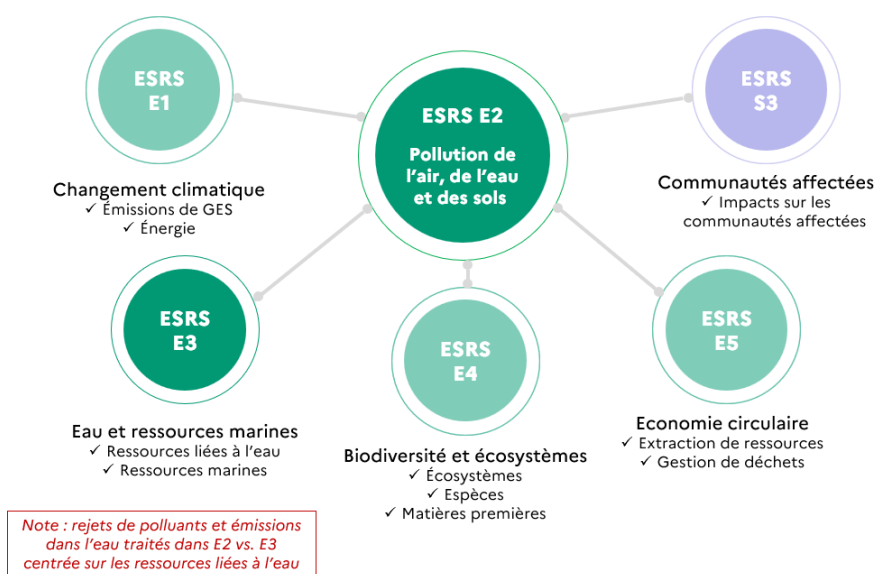 ESRS
E1
Changement climatique
✓ Émissions de GES
✓ Énergie
ESRS E2
Pollution de
l'air, de l'eau
et des sols
ESRS
S3
Communautés affectées
✓ Impacts sur les
communautés affectées
ESRS
E3
Eau et ressources marines
✓ Ressources liées à l'eau
✓ Ressources marines
ESRS
E4
Biodiversité et écosystèmes
✓ Écosystèmes
✓ Espèces
✓ Matières premières
ESRS
E5
Economie circulaire
✓ Extraction de ressources
✓ Gestion de déchets
Note : rejets de polluants et émissions
dans l'eau traités dans E2 vs. E3
centrée sur les ressources liées à l'eau